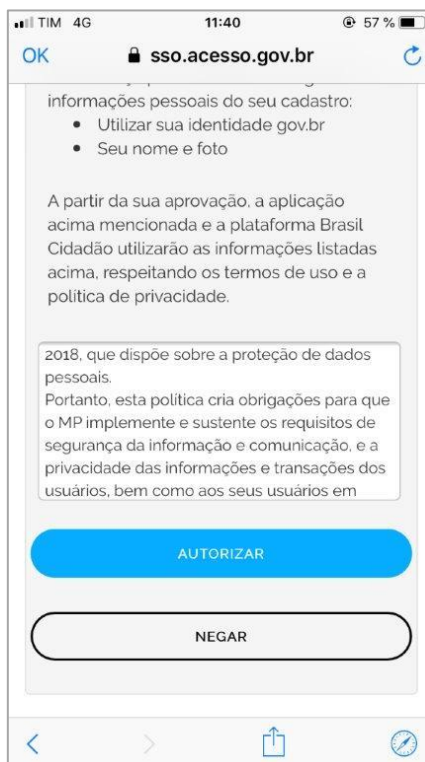 TIM 4G 11:40 57 %
OK sso.acesso.gov.br
informações pessoais do seu cadastro:
• Utilizar sua identidade gov.br
• Seu nome e foto
A partir da sua aprovação, a aplicação
acima mencionada e a plataforma Brasil
Cidadão utilizarão as informações listadas
acima, respeitando os termos de uso e a
política de privacidade.
2018, que dispõe sobre a proteção de dados
pessoais.
Portanto, esta política cria obrigações para que
o MP implemente e sustente os requisitos de
segurança da informação e comunicação, e a
privacidade das informações e transações dos
usuários, bem como aos seus usuários em
AUTORIZAR
NEGAR